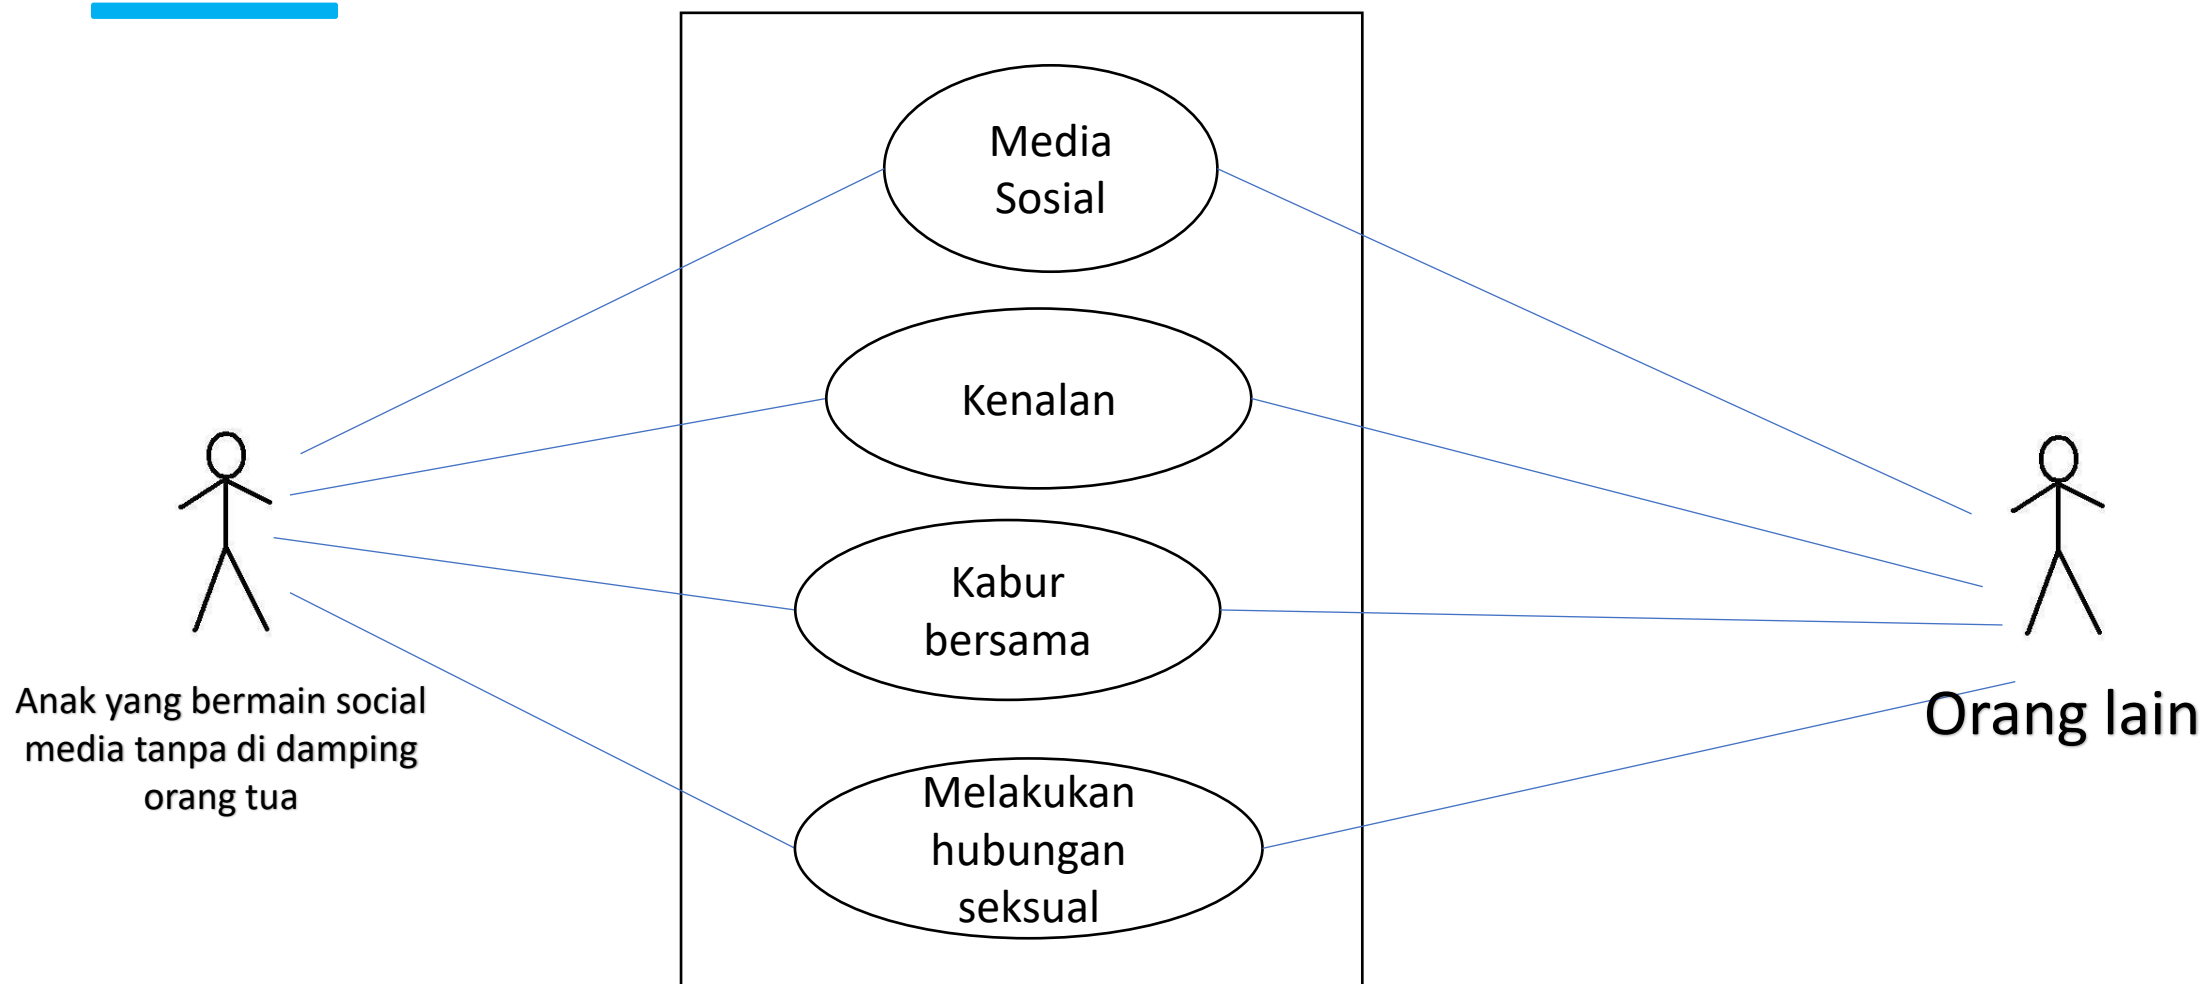 Media
Sosial
Kenalan
Kabur
bersama
Melakukan
hubungan
seksual
Anak yang bermain social
media tanpa di damping
orang tua
Orang lain